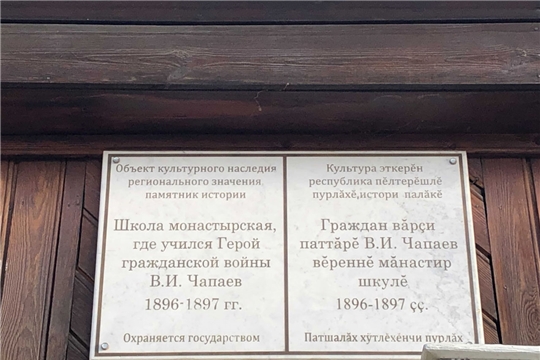 Объект культурного наследия
регионального значения
памятник истории
Школа монастырская,
где учился Герой
гражданской войны
В.И. Чапаев
1896-1897 гг.
Охраняется государством
Культура эткерĕн
республика пĕлтерĕшлĕ
пурлăхĕ,истори палăкĕ
Граждан вăрçи
паттăрĕ В.И. Чапаев
вĕреннĕ мăнастир
шкулĕ
1896-1897 çç.
Патшалăх хӳтлĕхĕнчи пурлăх